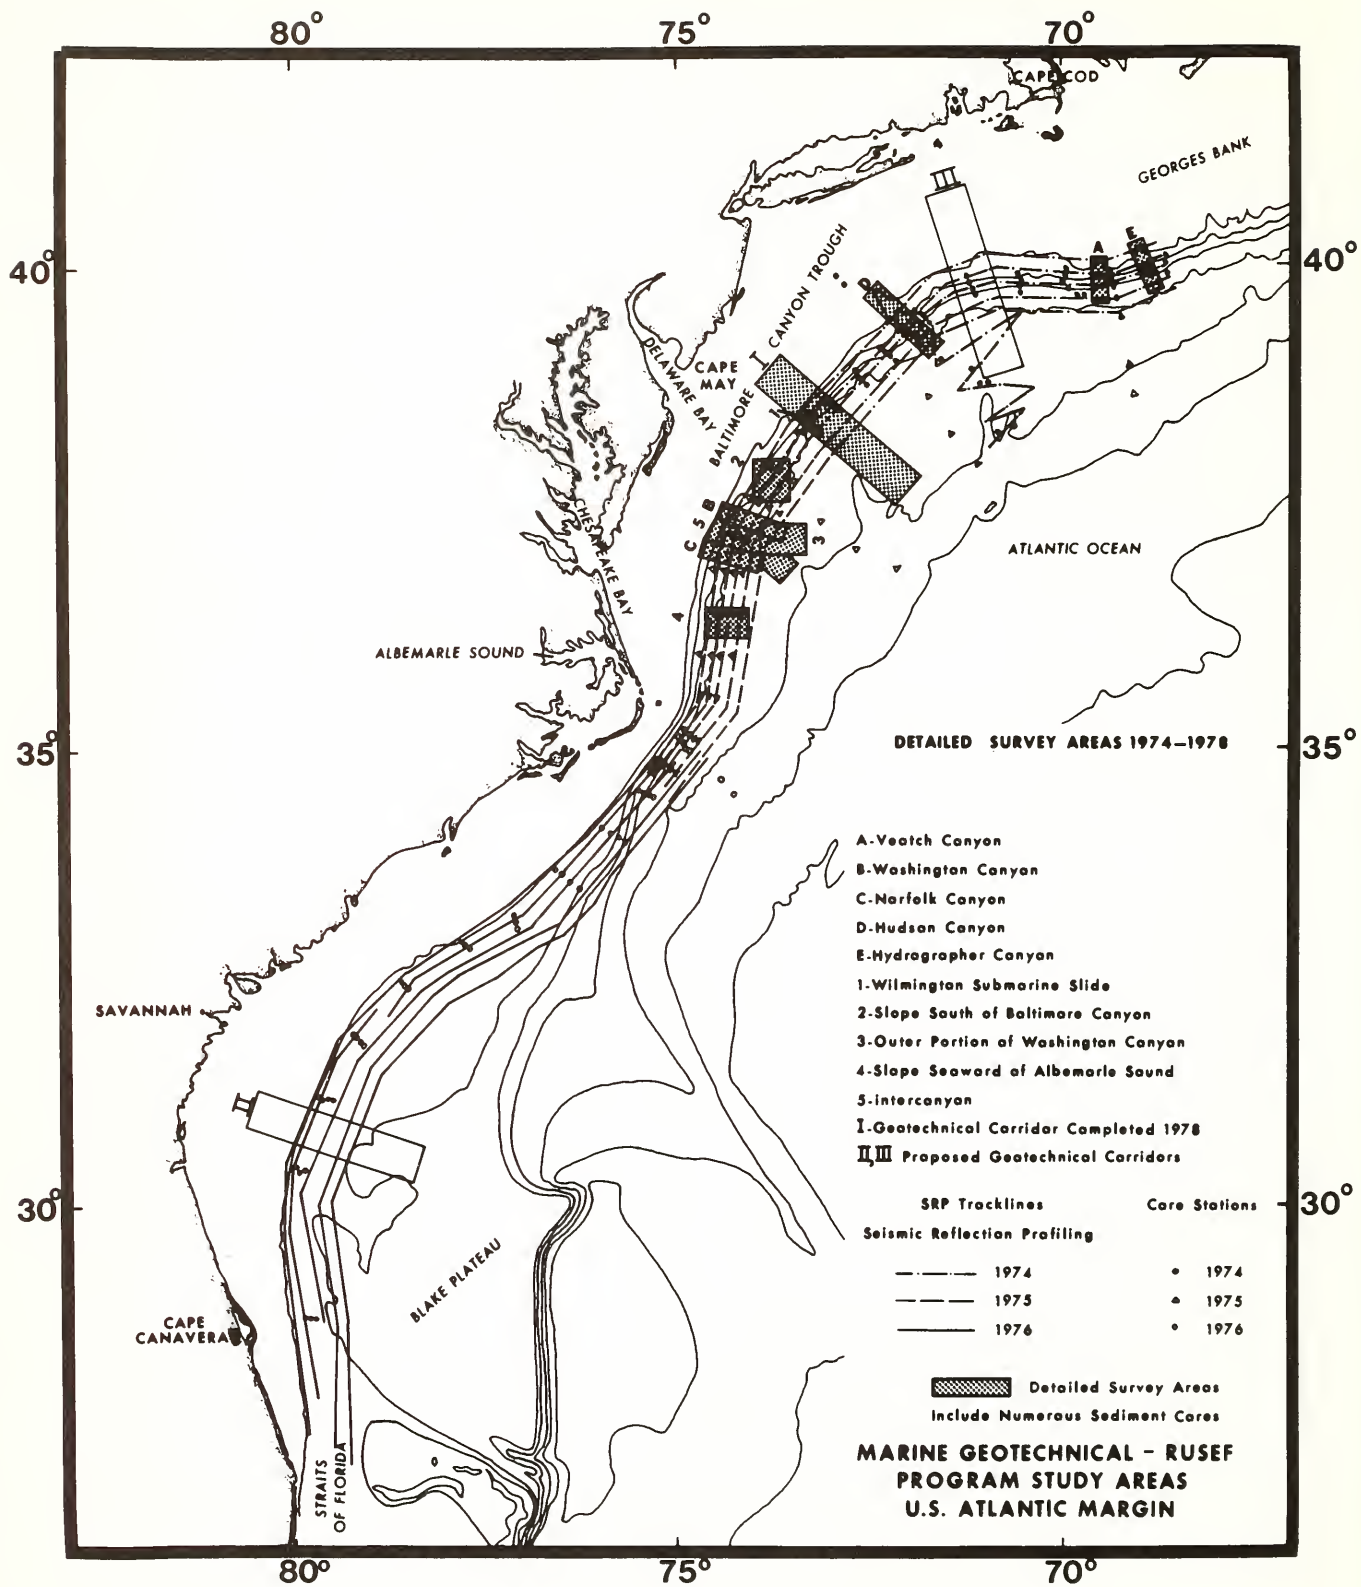 80° 75° 70°
CAPE COD
GEORGES BANK
III
A E
40° 40°
CANYON TROUGH
D
I
DELAWARE BAY
CAPE
MAY
BALTIMORE
2
CHESAPEAKE BAY
C 5 B
3
ATLANTIC OCEAN
4
ALBEMARLE SOUND
35° 35°
DETAILED SURVEY AREAS 1974–1978
A-Veatch Canyon
B-Washington Canyon
C-Norfolk Canyon
D-Hudson Canyon
E-Hydrographer Canyon
1-Wilmington Submarine Slide
2-Slope South of Baltimore Canyon
3-Outer Portion of Washington Canyon
4-Slope Seaward of Albemarle Sound
5-intercanyon
I-Geotechnical Corridor Completed 1978
II,III Proposed Geotechnical Corridors
SAVANNAH
II
30° 30°
SRP Tracklines Core Stations
Seismic Reflection Profiling
1974 1974
1975 1975
1976 1976
BLAKE PLATEAU
CAPE
CANAVERAL
Detailed Survey Areas
Include Numerous Sediment Cores
STRAITS
OF FLORIDA
MARINE GEOTECHNICAL – RUSEF
PROGRAM STUDY AREAS
U.S. ATLANTIC MARGIN
80° 75° 70°